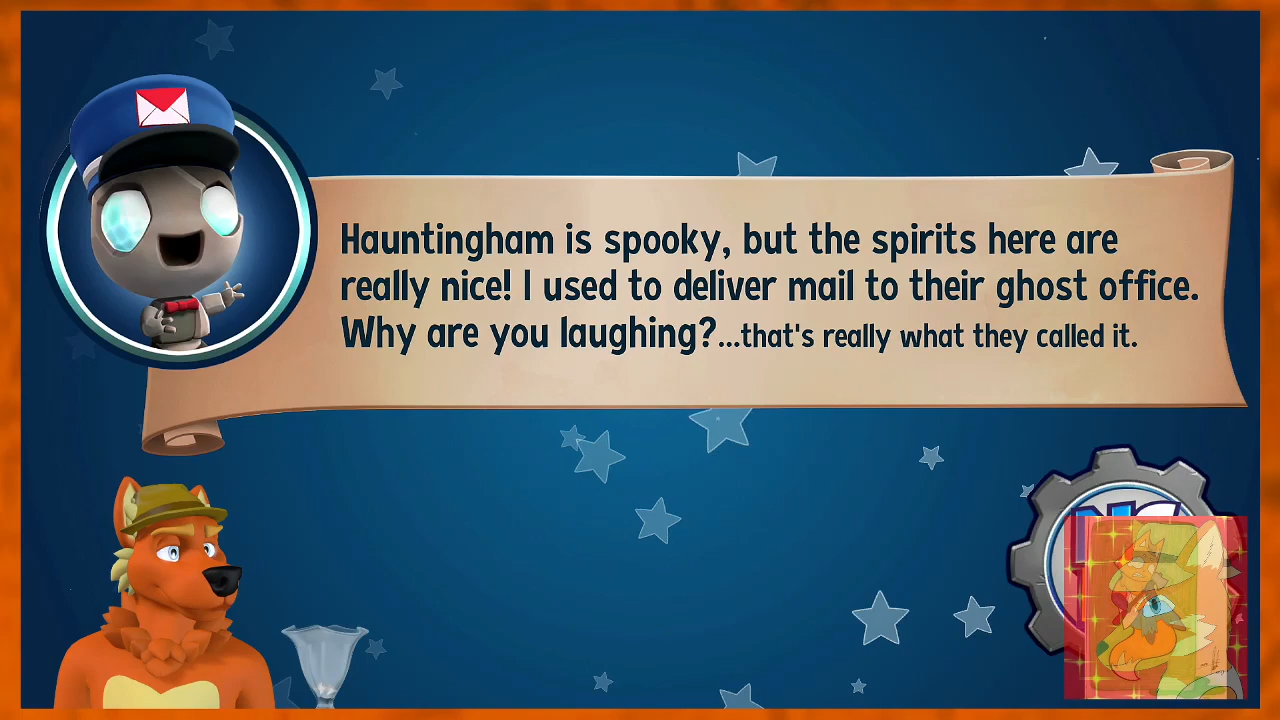 Hauntingham is spooky, but the spirits here are
really nice! I used to deliver mail to their ghost office.
Why are you laughing?...that's really what they called it.